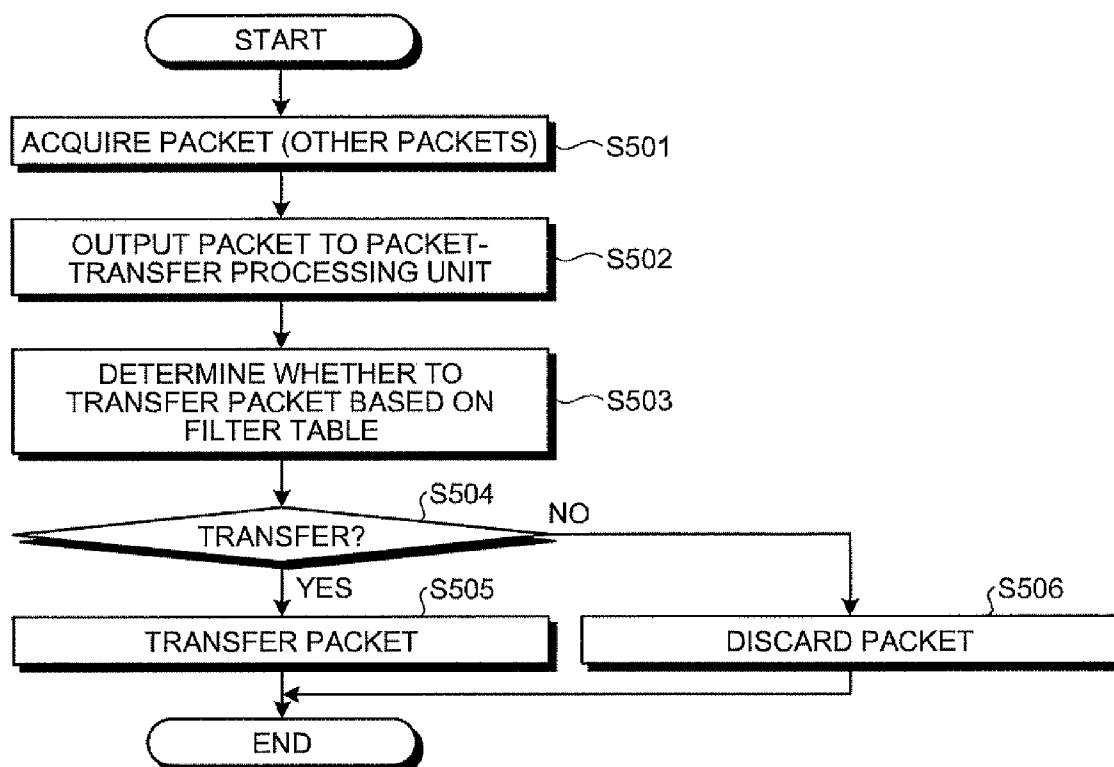 START
ACQUIRE PACKET (OTHER PACKETS)
S501
OUTPUT PACKET TO PACKET-
TRANSFER PROCESSING UNIT
S502
DETERMINE WHETHER TO
TRANSFER PACKET BASED ON
FILTER TABLE
S503
S504
TRANSFER?
NO
YES
S505
TRANSFER PACKET
S506
DISCARD PACKET
END